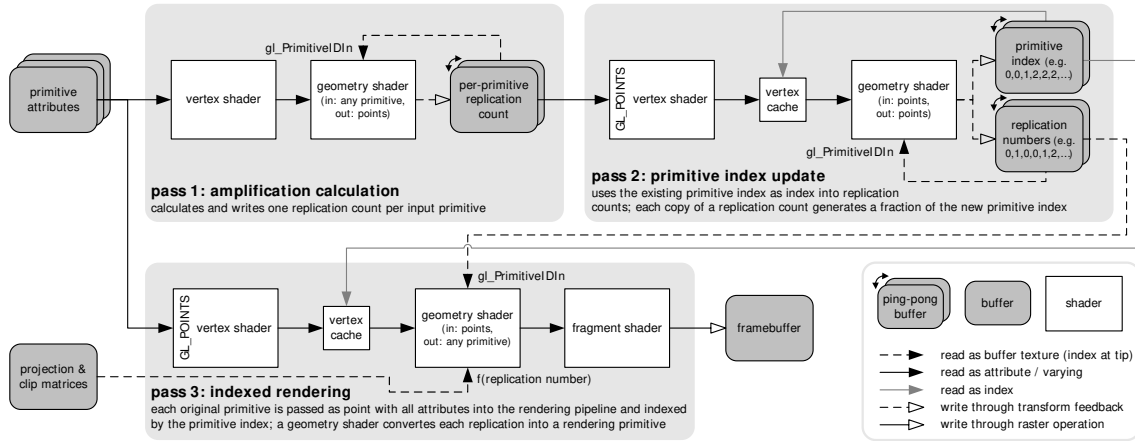 primitive
attributes
vertex shader
gl_PrimitiveIDIn
geometry shader
(in: any primitive,
out: points)
per-primitive
replication
count
pass 1: amplification calculation
calculates and writes one replication count per input primitive
GL_POINTS
vertex shader
vertex
cache
geometry shader
(in: points,
out: points)
gl_PrimitiveIDIn
primitive
index (e.g.
0,0,1,2,2,2,…)
replication
numbers (e.g.
0,1,0,0,1,2,…)
pass 2: primitive index update
uses the existing primitive index as index into replication
counts; each copy of a replication count generates a fraction of the new primitive index
projection &
clip matrices
GL_POINTS
vertex shader
vertex
cache
gl_PrimitiveIDIn
geometry shader
(in: points,
out: any primitive)
f(replication number)
fragment shader
framebuffer
pass 3: indexed rendering
each original primitive is passed as point with all attributes into the rendering pipeline and indexed
by the primitive index; a geometry shader convertes each replication into a rendering primitive
ping-pong
buffer
buffer
shader
read as buffer texture (index at tip)
read as attribute / varying
read as index
write through transform feedback
write through raster operation